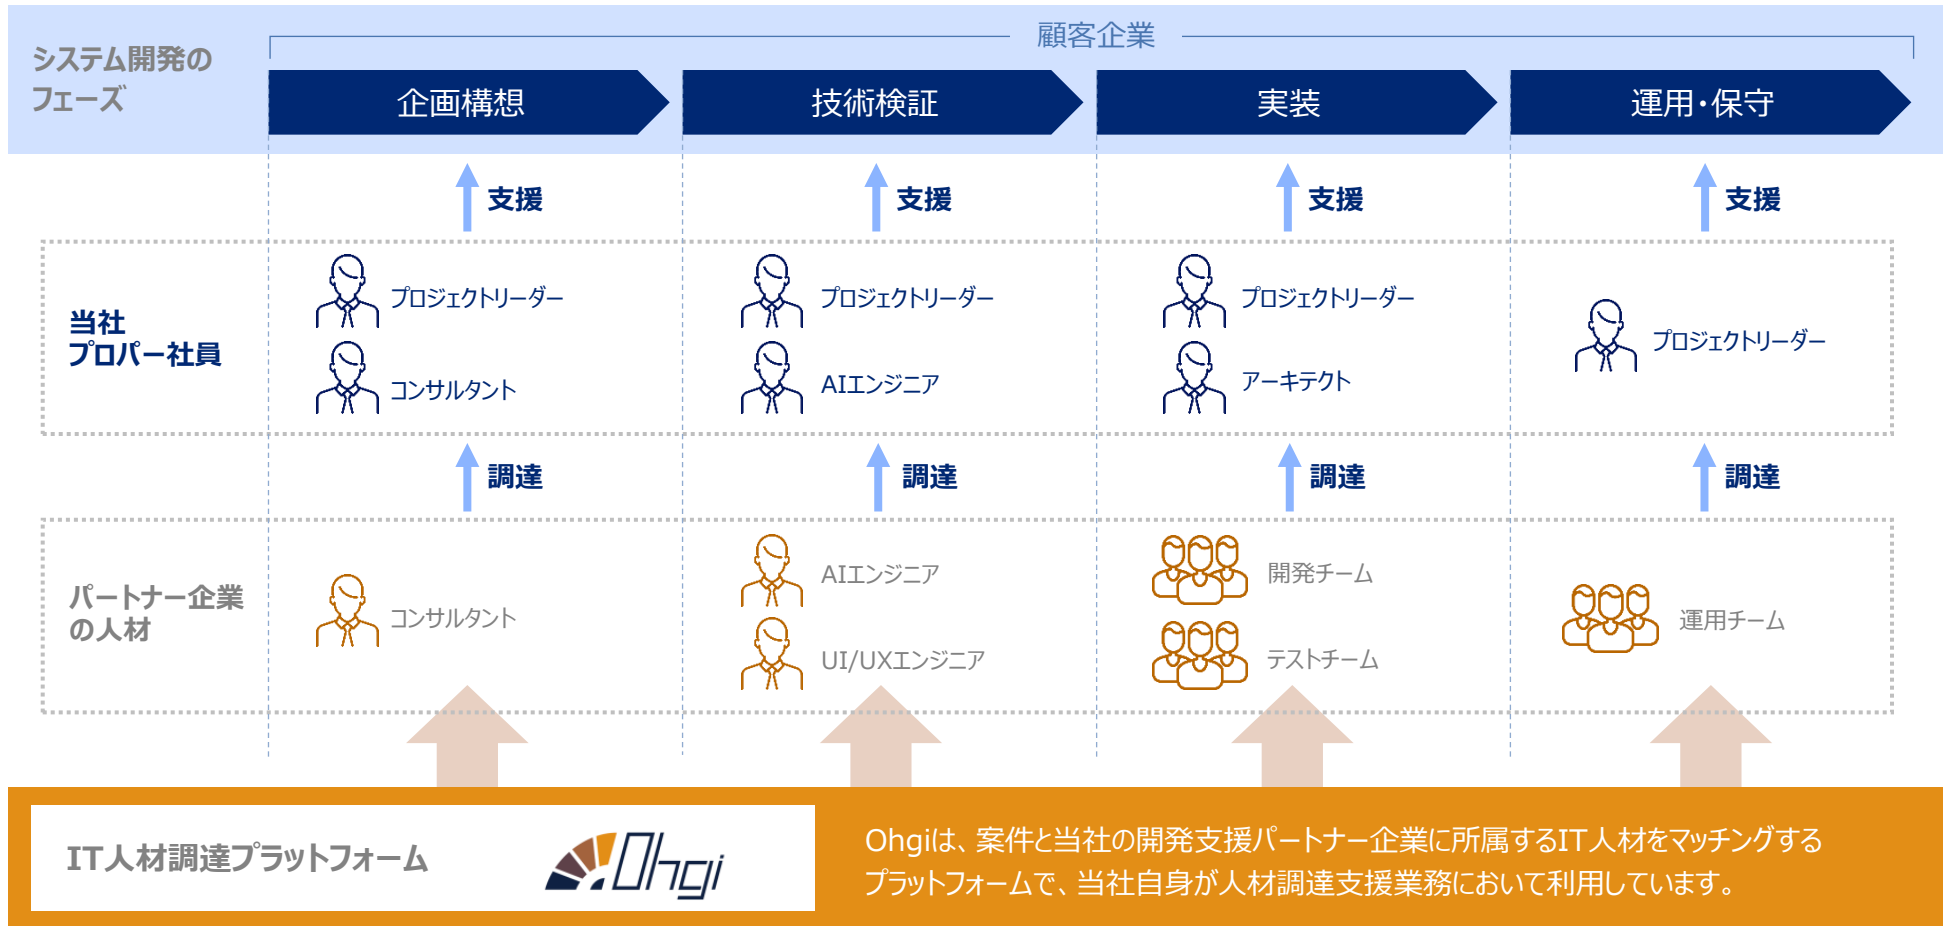 顧客企業
システム開発の
フェーズ
企画構想
技術検証
実装
運用・保守
支援
支援
支援
支援
当社
プロパー社員
プロジェクトリーダー
コンサルタント
プロジェクトリーダー
AIエンジニア
プロジェクトリーダー
アーキテクト
プロジェクトリーダー
調達
調達
調達
調達
パートナー企業
の人材
コンサルタント
AIエンジニア
UI/UXエンジニア
開発チーム
テストチーム
運用チーム
IT人材調達プラットフォーム
Ohgi
Ohgiは、案件と当社の開発支援パートナー企業に所属するIT人材をマッチングする
プラットフォームで、当社自身が人材調達支援業務において利用しています。